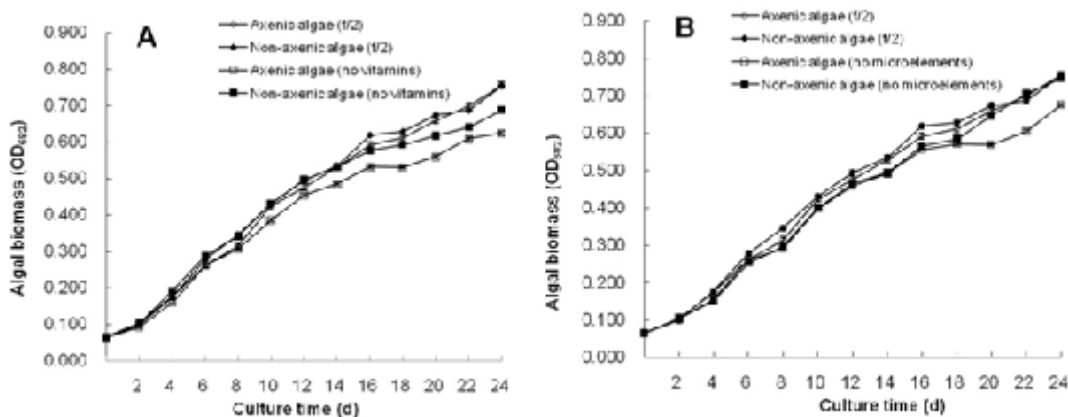 A
Axenic algae (f/2)
Non-axenic algae (f/2)
Axenic algae (no vitamins)
Non-axenic algae (no vitamins)
0.900
0.800
0.700
0.600
0.500
0.400
0.300
0.200
0.100
0.000
Algal biomass (OD692)
2 4 6 8 10 12 14 16 18 20 22 24
Culture time (d)
B
Axenic algae (f/2)
Non-axenic algae (f/2)
Axenic algae (no microelements)
Non-axenic algae (no microelements)
0.900
0.800
0.700
0.600
0.500
0.400
0.300
0.200
0.100
0.000
Algal biomass (OD692)
2 4 6 8 10 12 14 16 18 20 22 24
Culture time (d)